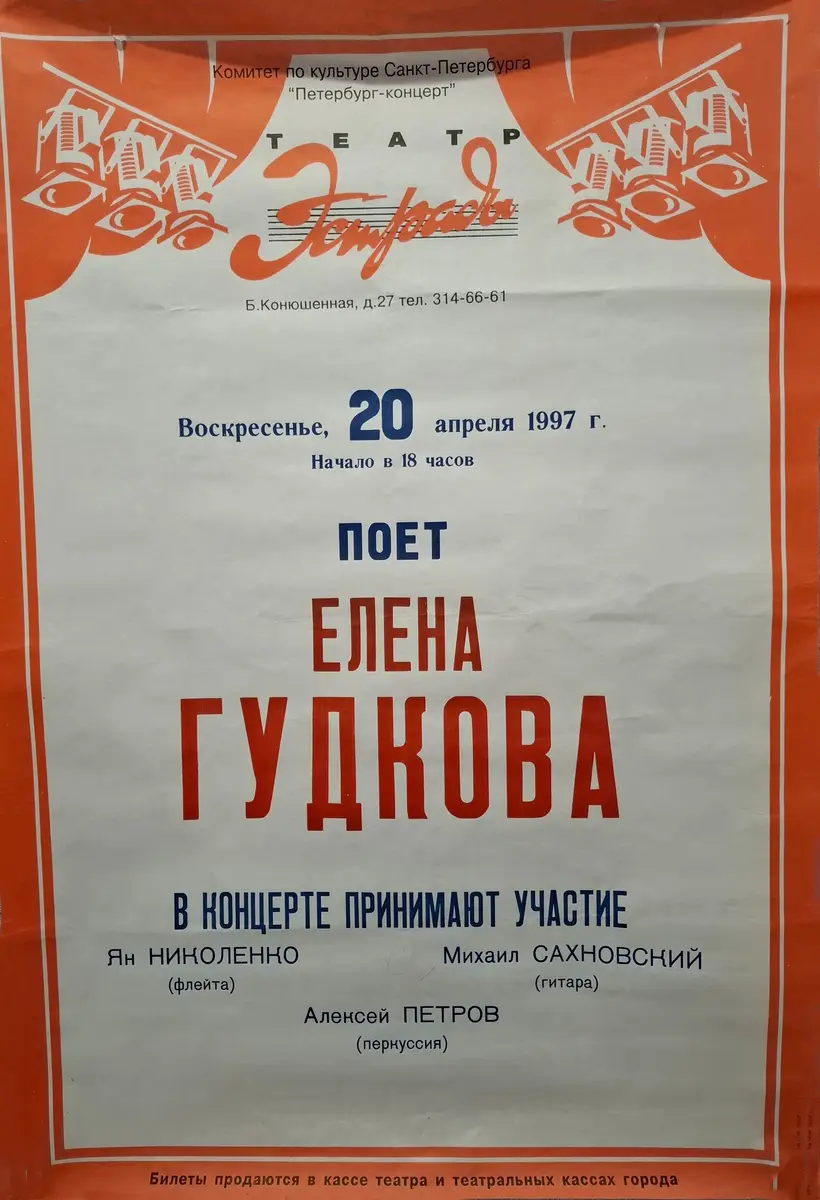 Комитет по культуре Санкт-Петербурга
"Петербург-концерт"
ТЕАТР
Эстрады
Б.Конюшенная, д.27 тел. 314-66-61
Воскресенье, 20 апреля 1997 г.
Начало в 18 часов
ПОЕТ
ЕЛЕНА
ГУДКОВА
В КОНЦЕРТЕ ПРИНИМАЮТ УЧАСТИЕ
Ян НИКОЛЕНКО Михаил САХНОВСКИЙ
(флейта) (гитара)
Алексей ПЕТРОВ
(перкуссия)
Билеты продаются в кассе театра и театральных кассах города